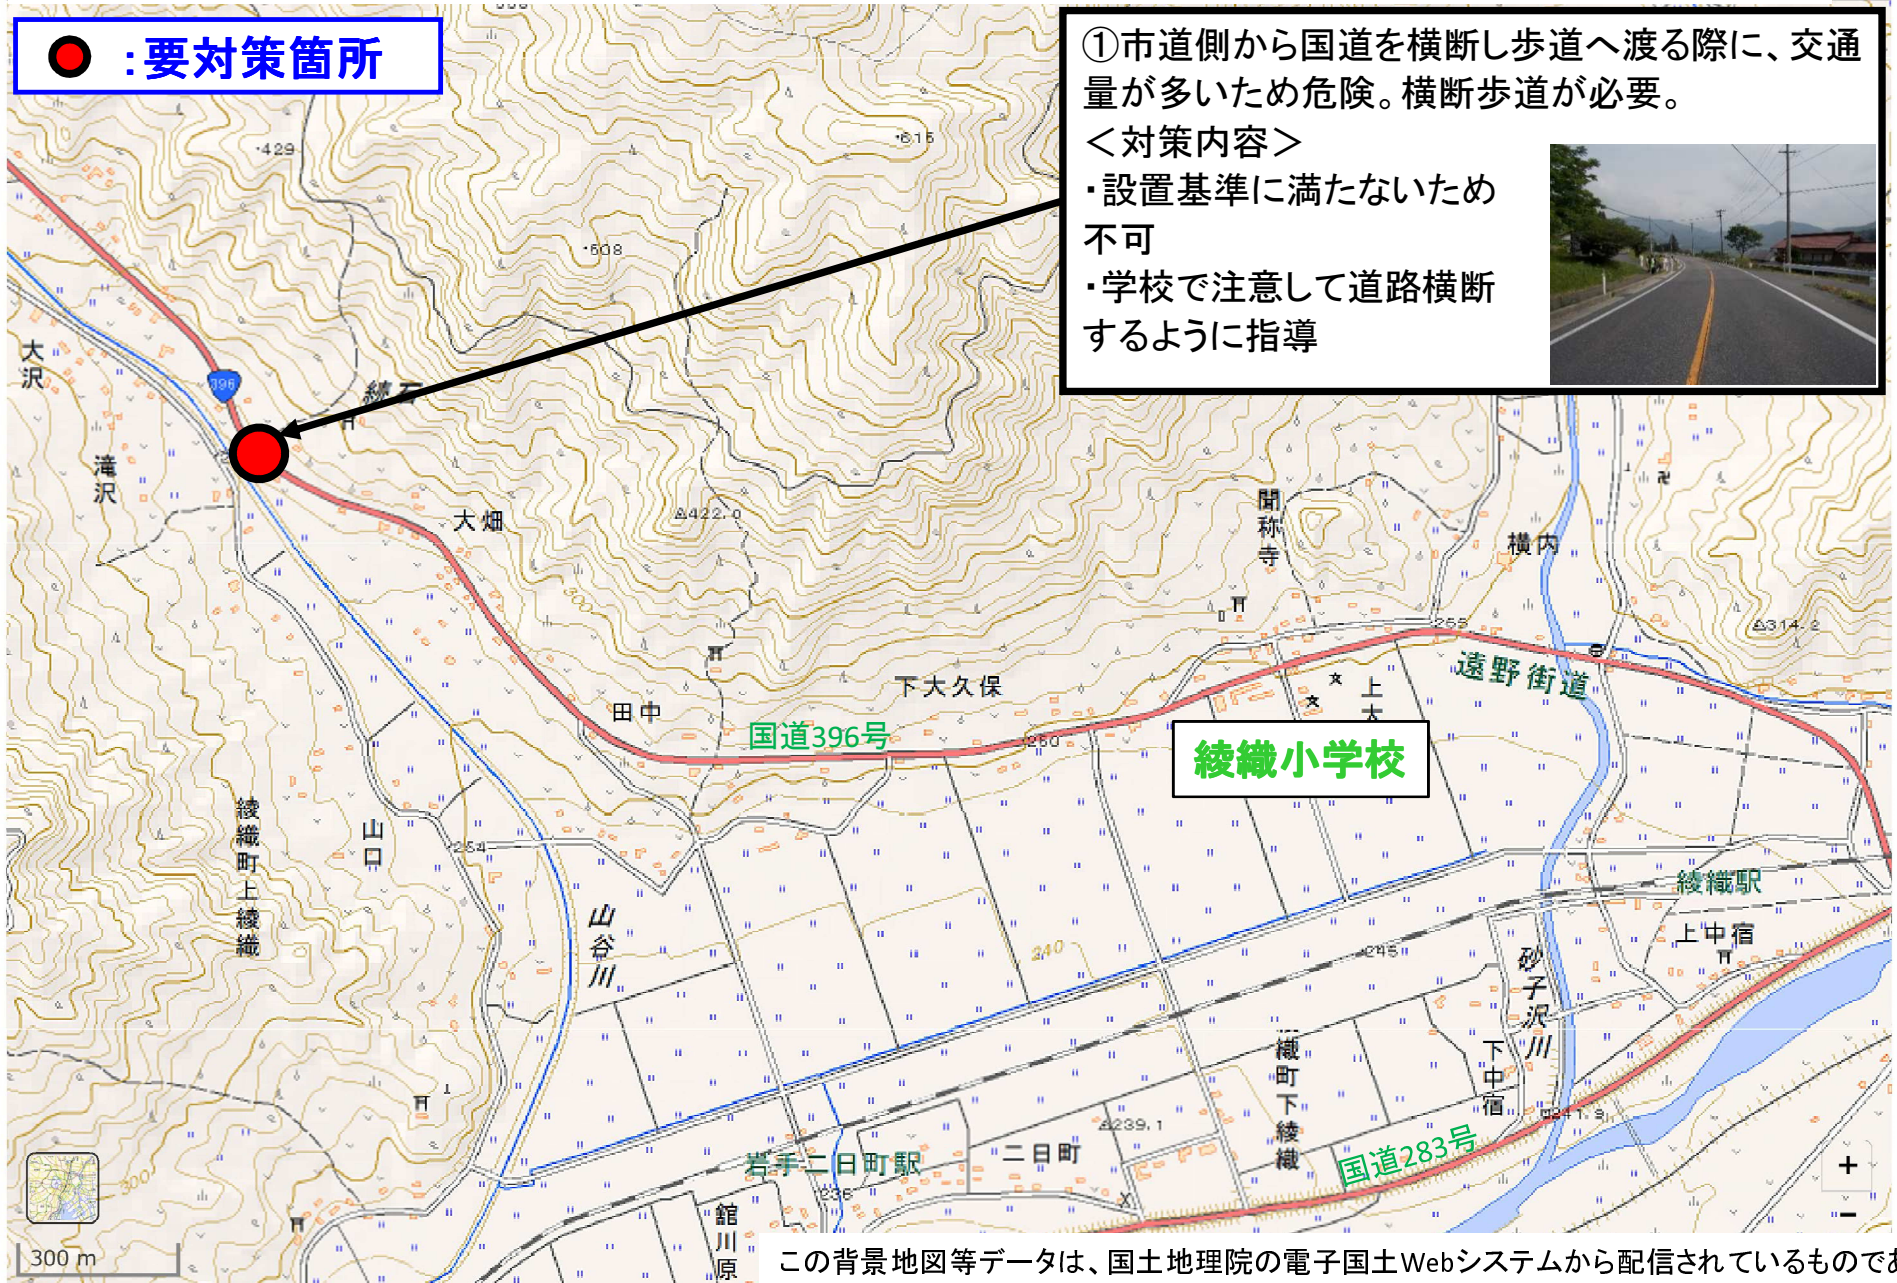 :要対策箇所
①市道側から国道を横断し歩道へ渡る際に、交通
量が多いため危険。横断歩道が必要。
＜対策内容＞
・設置基準に満たないため
不可
・学校で注意して道路横断
するように指導
・429
・616
・508
大沢
396
続石
滝沢
大畑
△422.0
聞称寺
横内
255
△314.2
300
遠野街道
下大久保
田中
上大
国道396号
260
綾織小学校
綾織町上綾織
山口
254
綾織駅
山谷川
上中宿
240
245
砂子沢川
織町下綾織
下中宿
241.9
△239.1
二日町
岩手二日町駅
国道283号
236
300
舘川原
+
−
300 m
この背景地図等データは、国土地理院の電子国土Webシステムから配信されているものでお